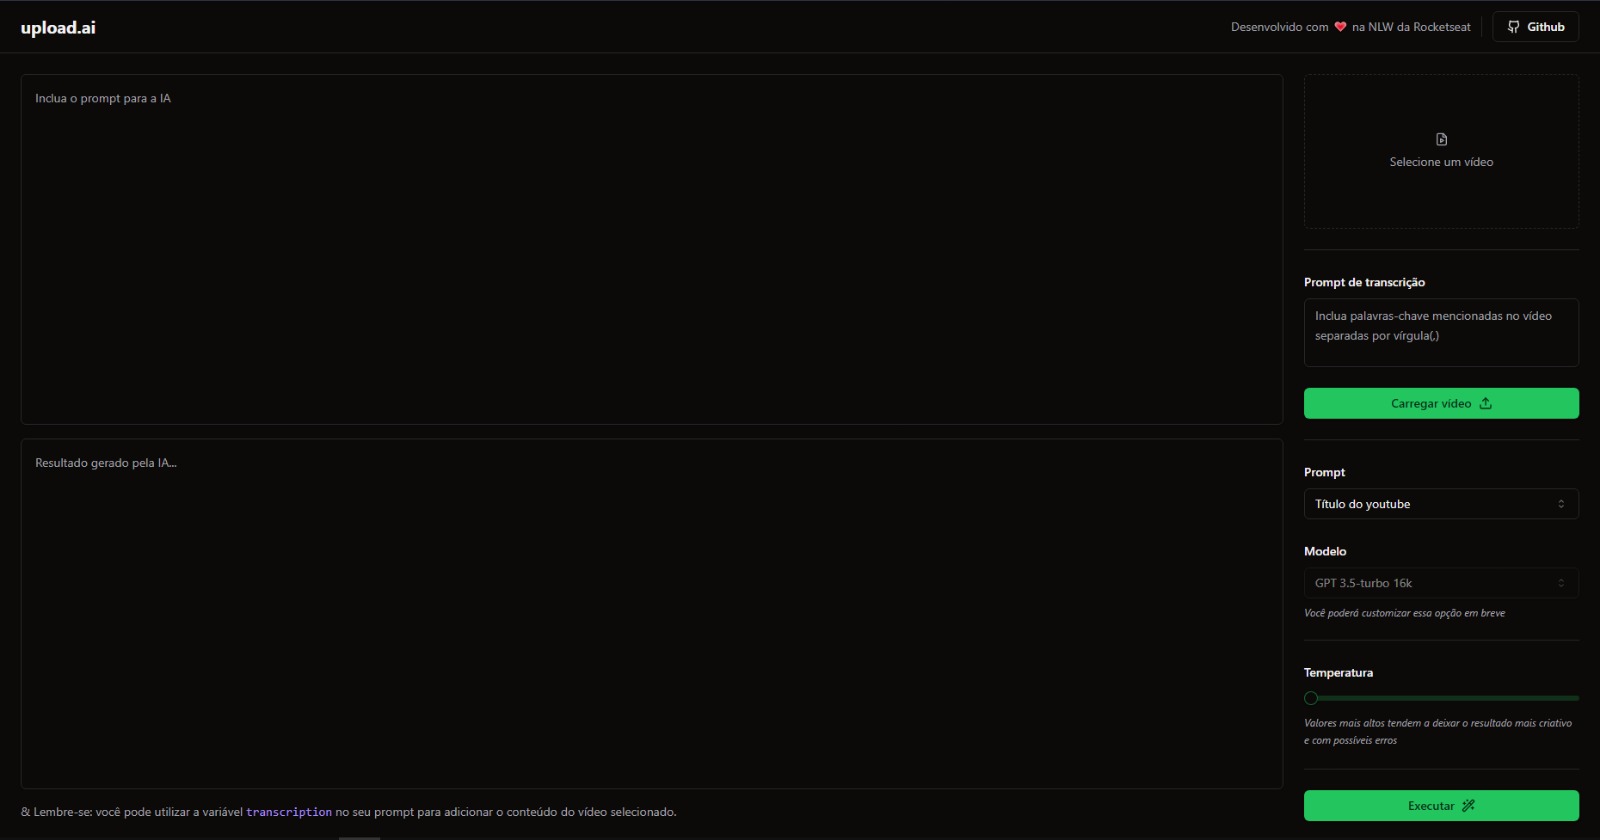 upload.ai
Desenvolvido com ❤ na NLW da Rocketseat
Github
Inclua o prompt para a IA
Resultado gerado pela IA...
& Lembre-se: você pode utilizar a variável transcription no seu prompt para adicionar o conteúdo do vídeo selecionado.
Selecione um vídeo
Prompt de transcrição
Inclua palavras-chave mencionadas no vídeo
separadas por vírgula(,)
Carregar vídeo
Prompt
Título do youtube
Modelo
GPT 3.5-turbo 16k
Você poderá customizar essa opção em breve
Temperatura
Valores mais altos tendem a deixar o resultado mais criativo
e com possíveis erros
Executar